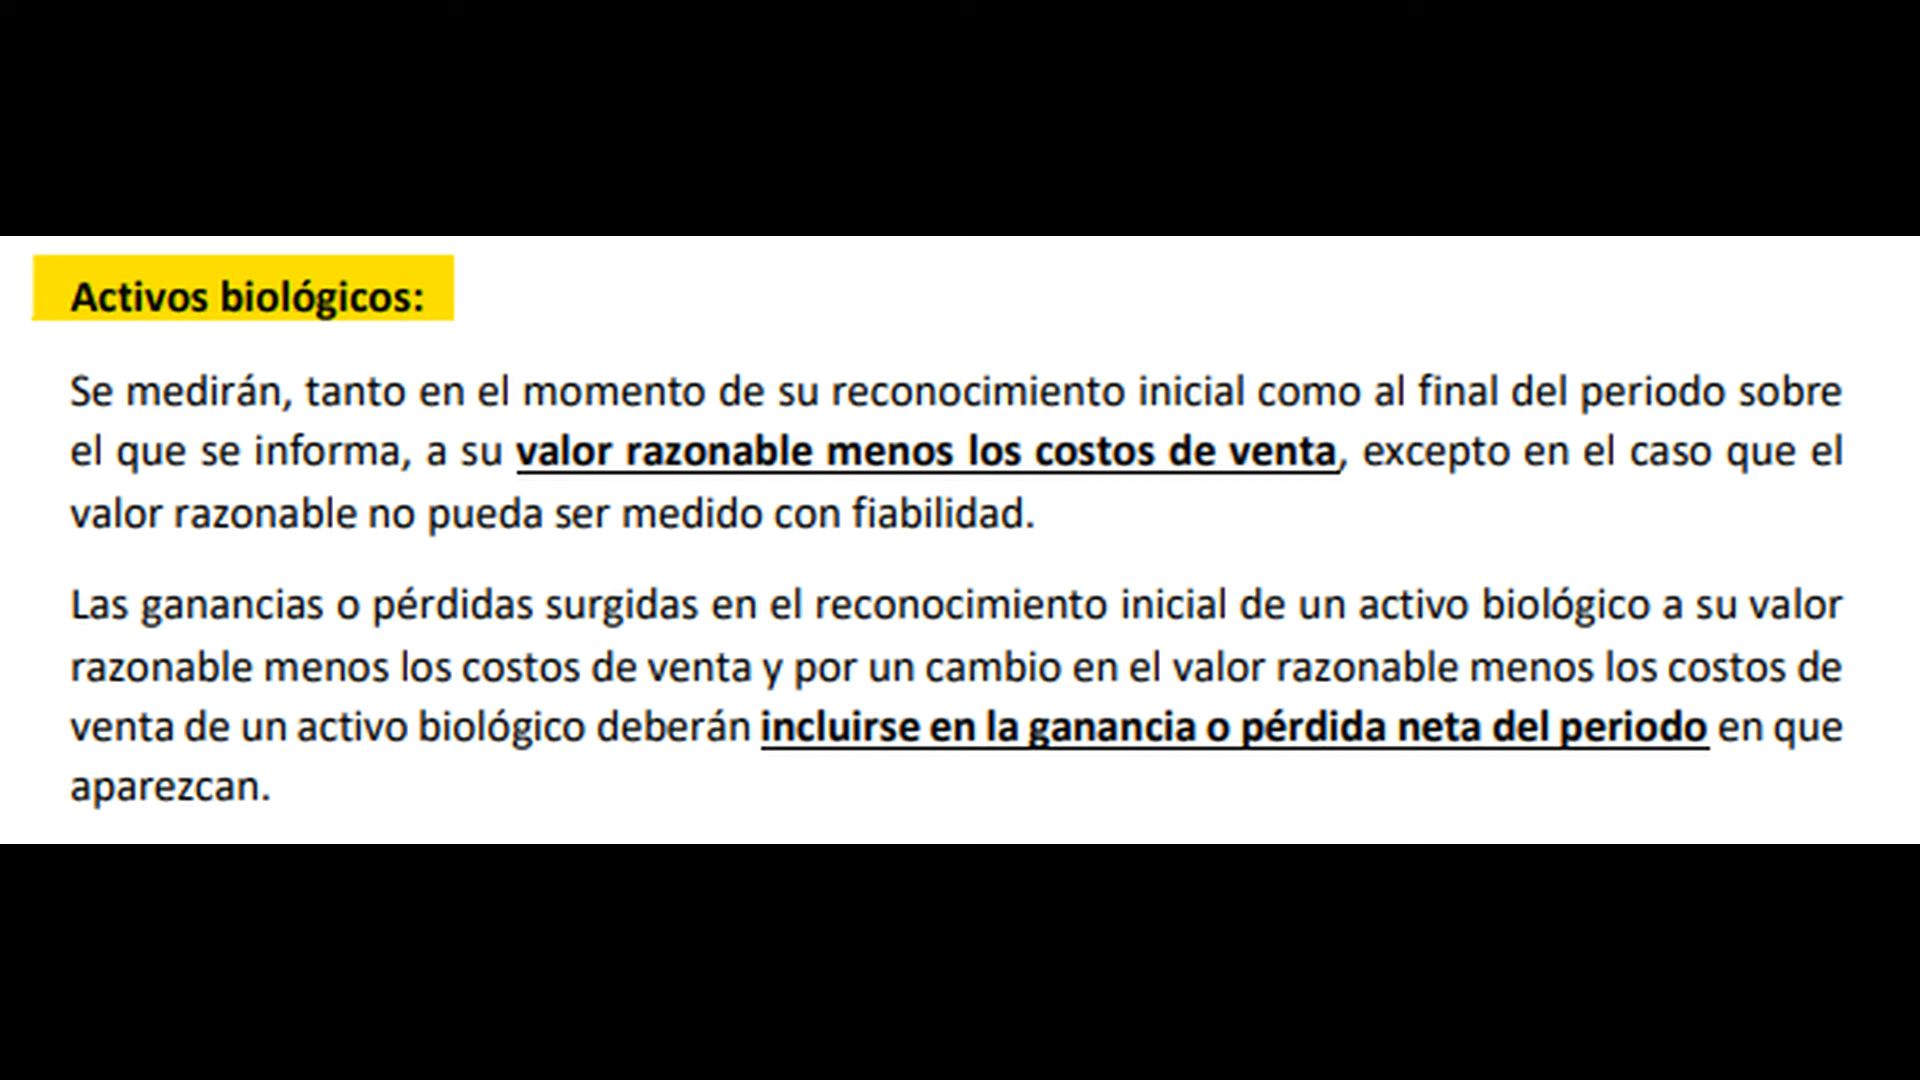 Activos biológicos:
Se medirán, tanto en el momento de su reconocimiento inicial como al final del periodo sobre
el que se informa, a su valor razonable menos los costos de venta, excepto en el caso que el
valor razonable no pueda ser medido con fiabilidad.
Las ganancias o pérdidas surgidas en el reconocimiento inicial de un activo biológico a su valor
razonable menos los costos de venta y por un cambio en el valor razonable menos los costos de
venta de un activo biológico deberán incluirse en la ganancia o pérdida neta del periodo en que
aparezcan.